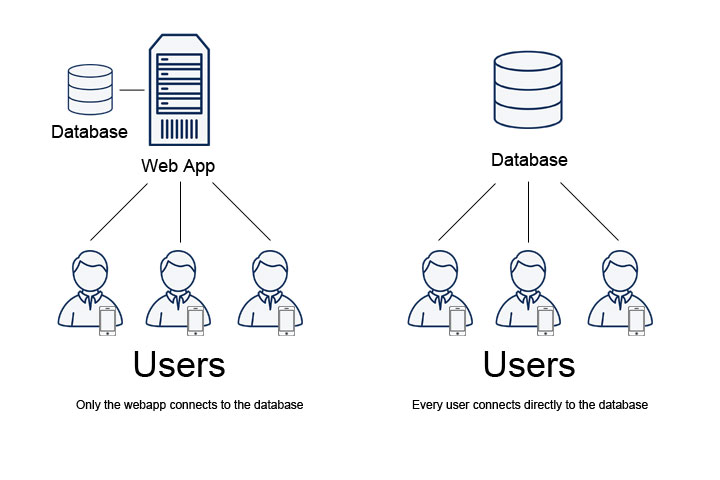 Database
Web App
Users
Only the webapp connects to the database
Database
Users
Every user connects directly to the database